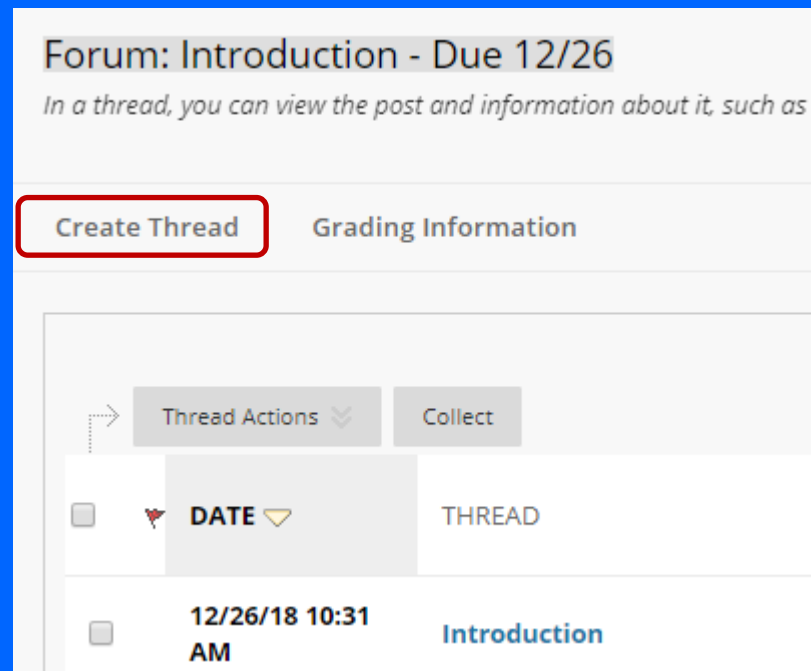 Forum: Introduction - Due 12/26
In a thread, you can view the post and information about it, such as
Create Thread Grading Information
Thread Actions Collect
DATE THREAD
12/26/18 10:31
AM
Introduction